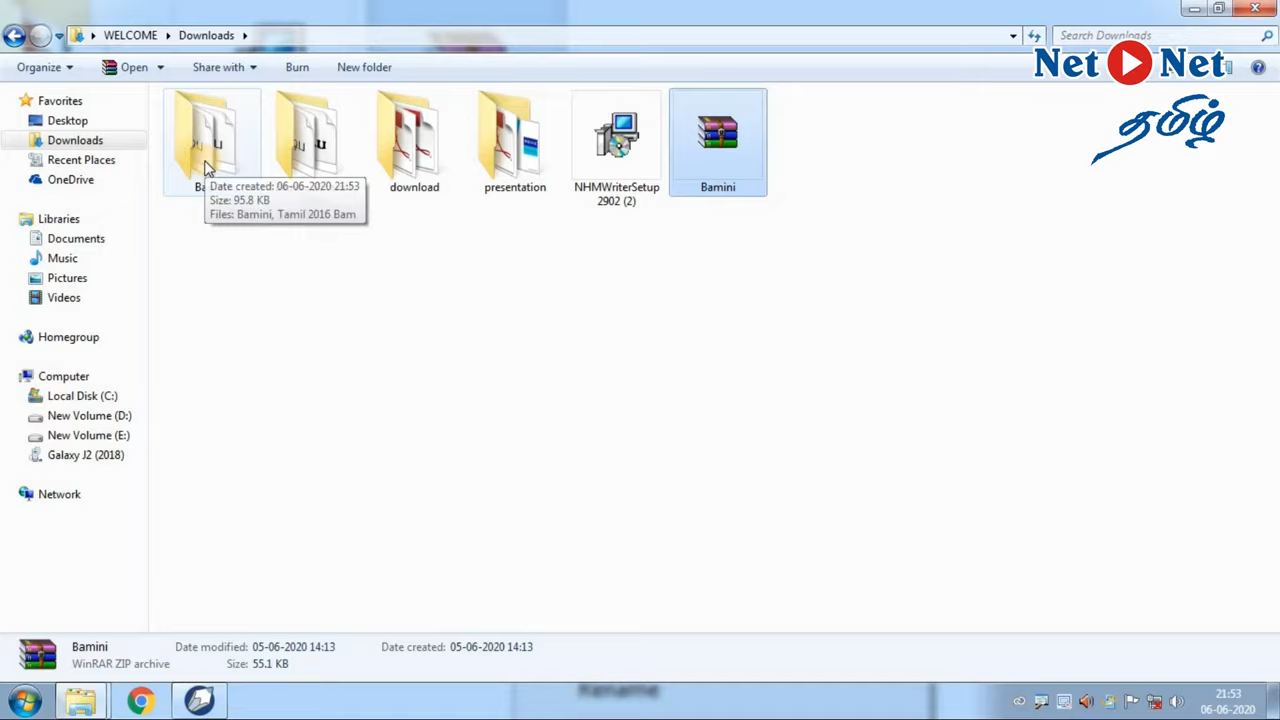 WELCOME Downloads
Search Downloads
Organize Open Share with Burn New folder
Net Net
தமிழ்
Favorites
Desktop
Downloads
Recent Places
OneDrive
Libraries
Documents
Music
Pictures
Videos
Homegroup
Computer
Local Disk (C:)
New Volume (D:)
New Volume (E:)
Galaxy J2 (2018)
Network
download
presentation
NHMWriterSetup
2902 (2)
Bamini
Date created: 06-06-2020 21:53
Size: 95.8 KB
Files: Bamini, Tamil 2016 Bam
Bamini Date modified: 05-06-2020 14:13 Date created: 05-06-2020 14:13
WinRAR ZIP archive Size: 55.1 KB
Rename
21:53
06-06-2020